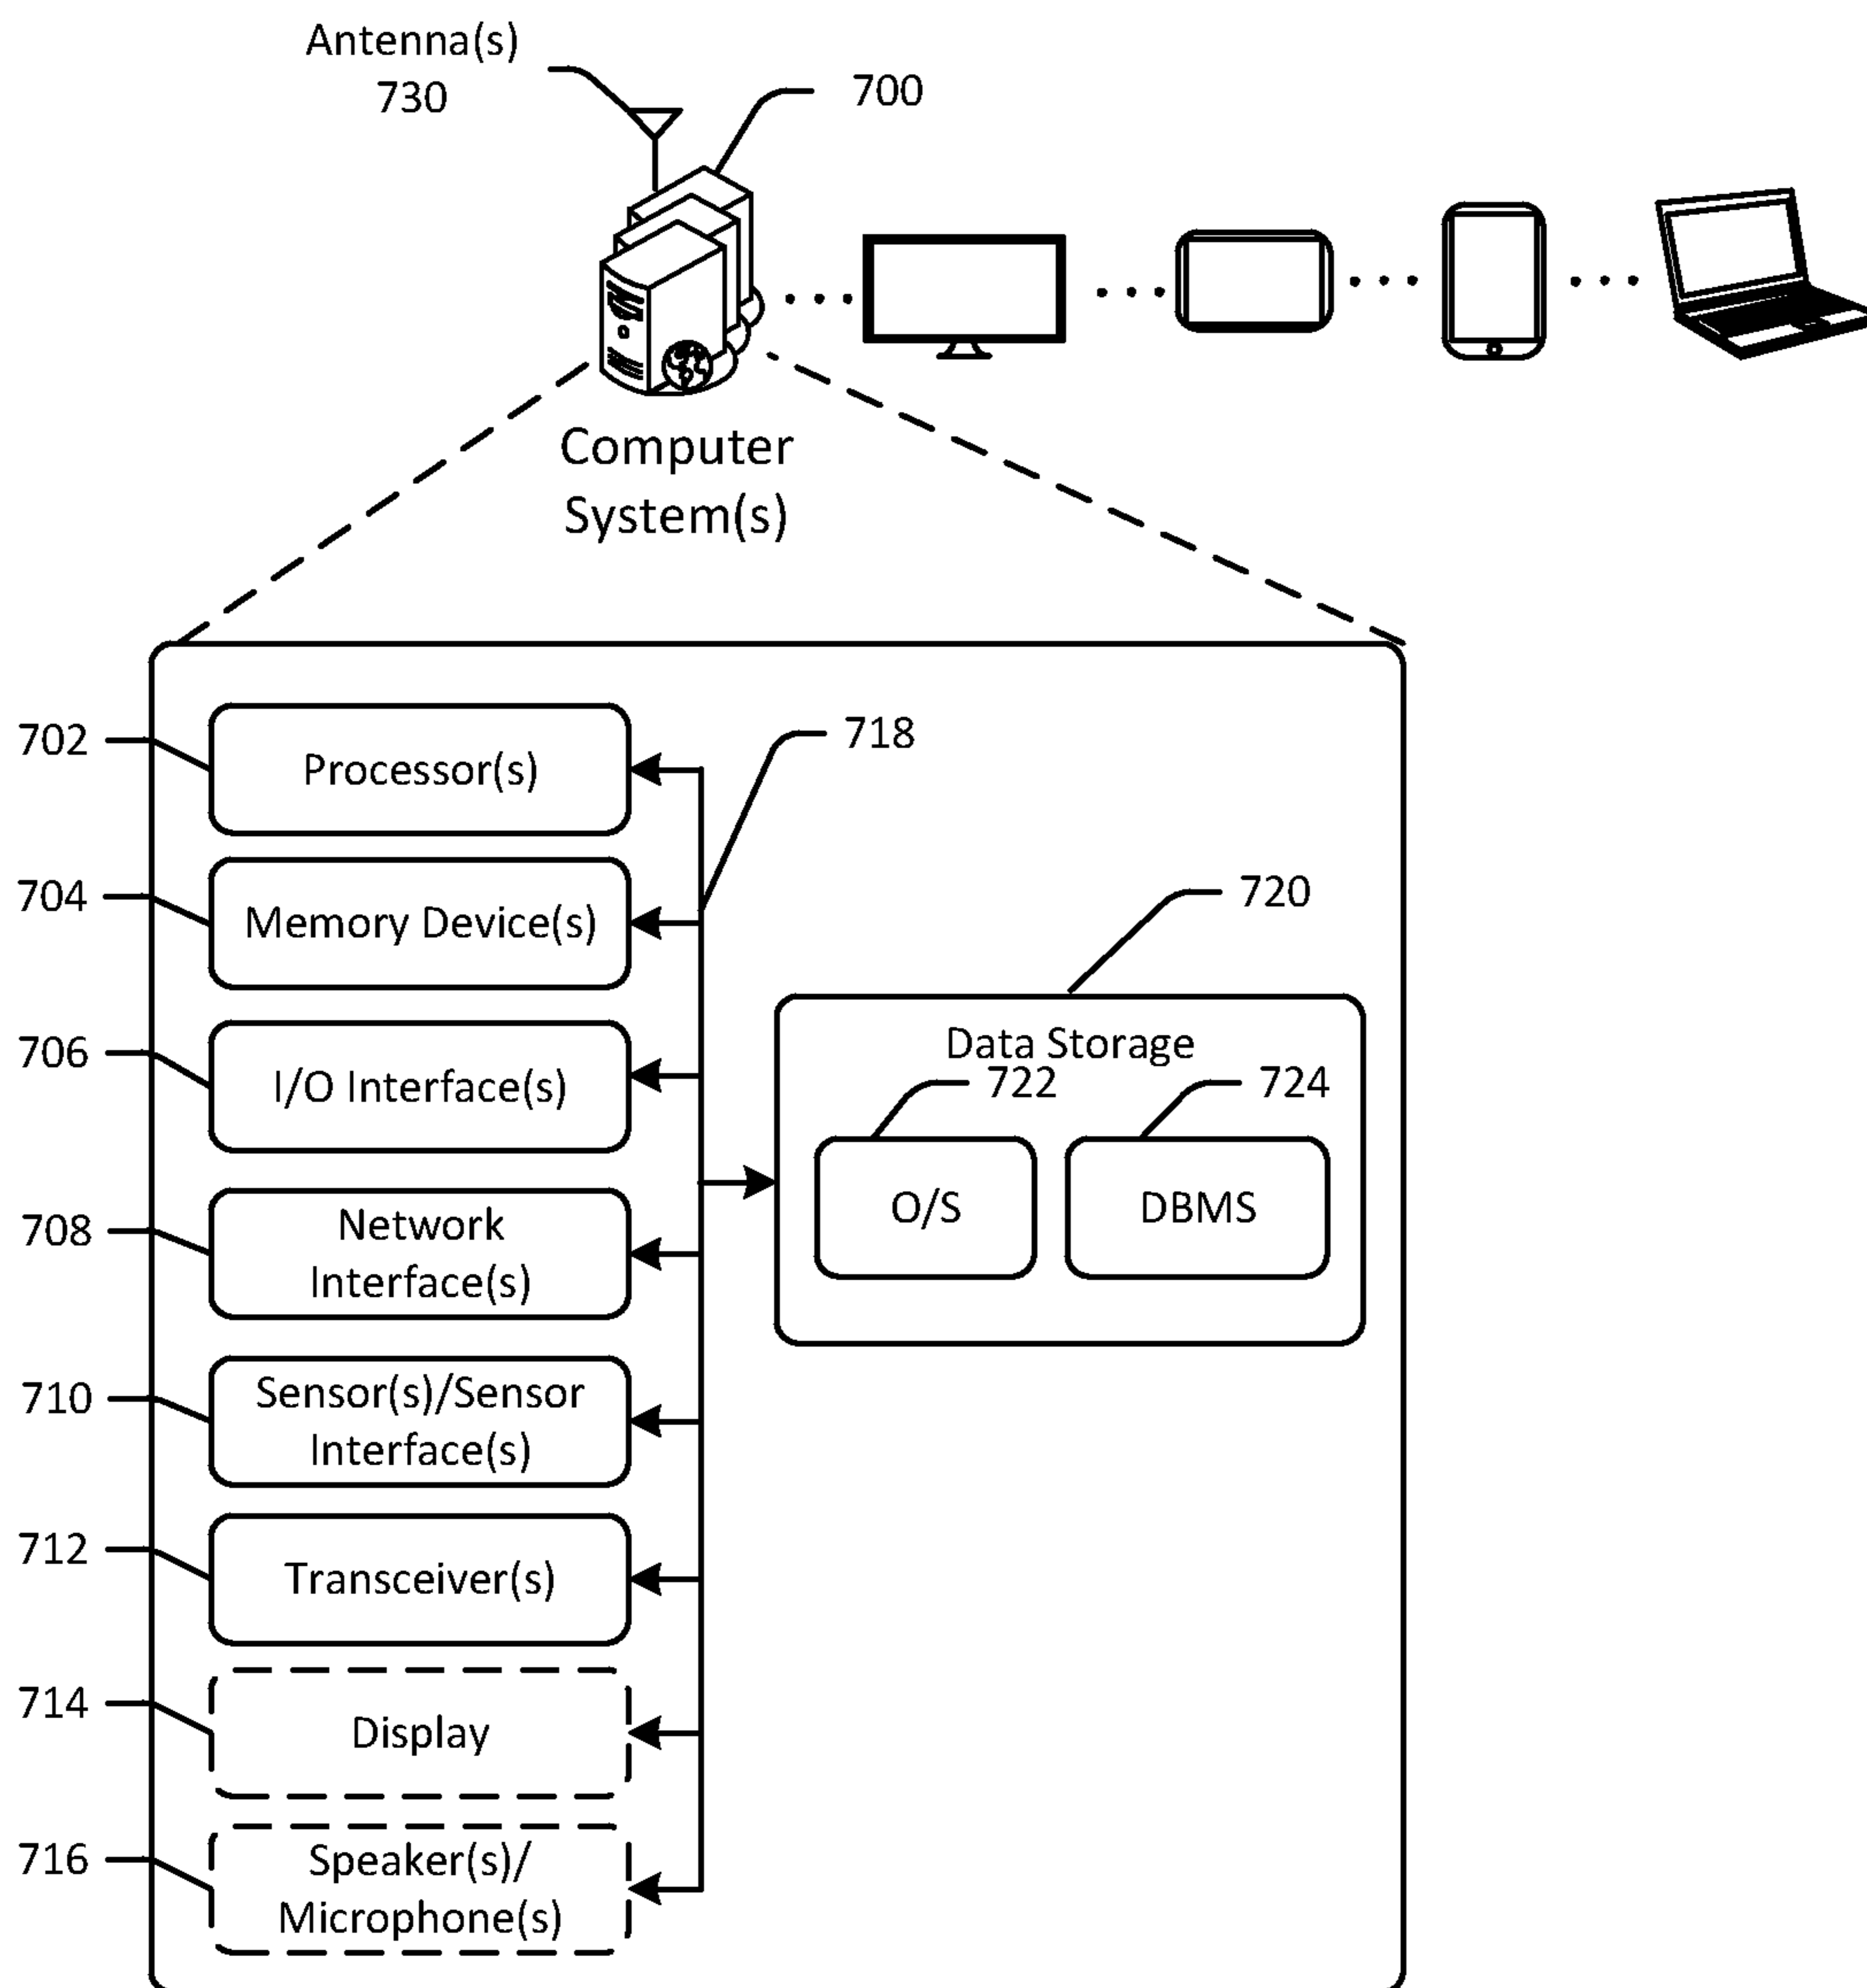 Antenna(s)
730
700
Computer
System(s)
702
Processor(s)
718
704
Memory Device(s)
720
706
I/O Interface(s)
Data Storage
722
724
O/S
DBMS
708
Network
Interface(s)
710
Sensor(s)/Sensor
Interface(s)
712
Transceiver(s)
714
Display
716
Speaker(s)/
Microphone(s)